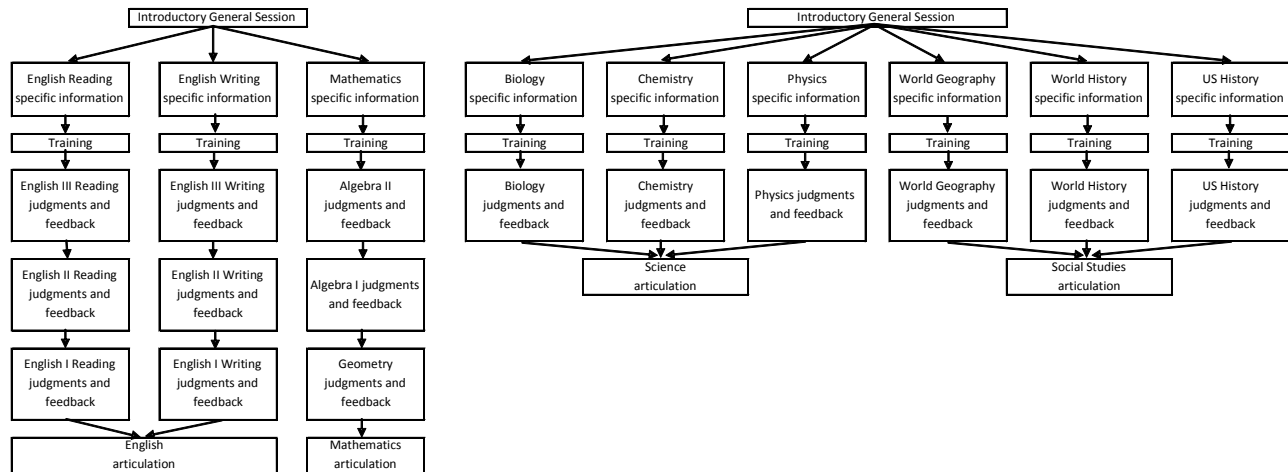 Introductory General Session
English Reading
specific information
English Writing
specific information
Mathematics
specific information
Training
Training
Training
English III Reading
judgments and
feedback
English III Writing
judgments and
feedback
Algebra II
judgments and
feedback
English II Reading
judgments and
feedback
English II Writing
judgments and
feedback
Algebra I judgments
and feedback
English I Reading
judgments and
feedback
English I Writing
judgments and
feedback
Geometry
judgments and
feedback
English
articulation
Mathematics
articulation
Introductory General Session
Biology
specific information
Chemistry
specific information
Physics
specific information
World Geography
specific information
World History
specific information
US History
specific information
Training
Training
Training
Training
Training
Training
Biology
judgments and
feedback
Chemistry
judgments and
feedback
Physics judgments
and feedback
World Geography
judgments and
feedback
World History
judgments and
feedback
US History
judgments and
feedback
Science
articulation
Social Studies
articulation